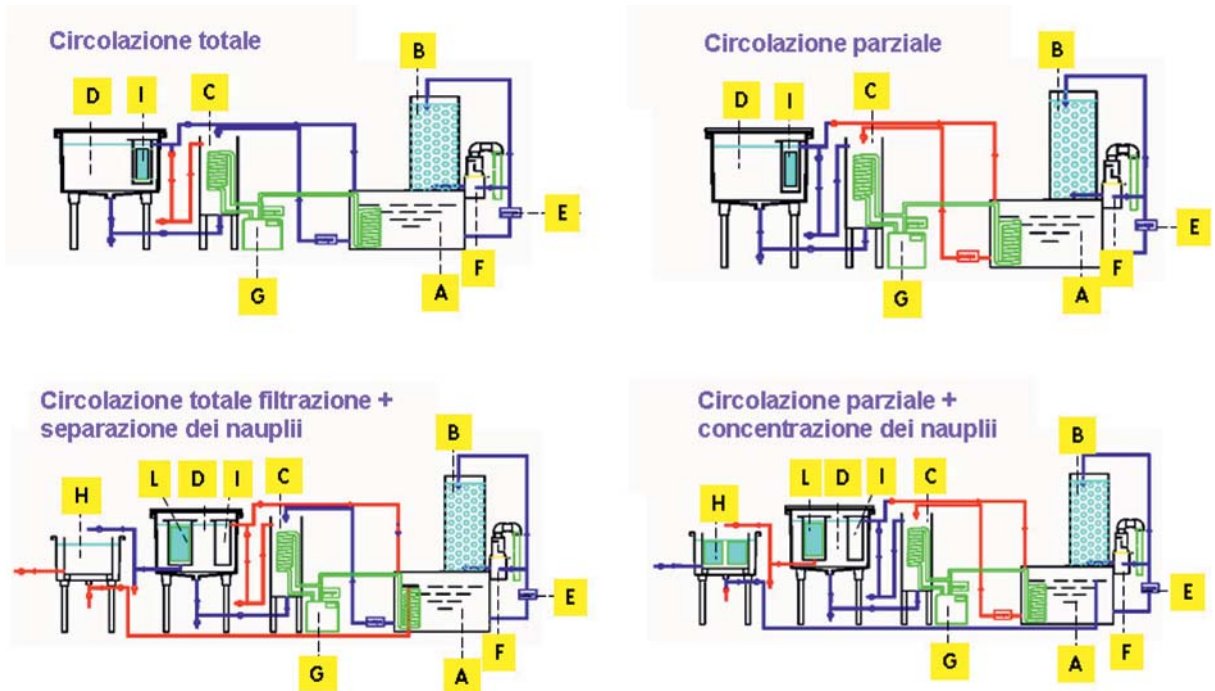 Circolazione totale
B
D
I
C
E
F
A
G
Circolazione parziale
B
D
I
C
E
F
A
G
Circolazione totale filtrazione +
separazione dei nauplii
B
H
L
D
I
C
E
F
G
A
Circolazione parziale +
concentrazione dei nauplii
B
H
L
D
I
C
E
F
G
A